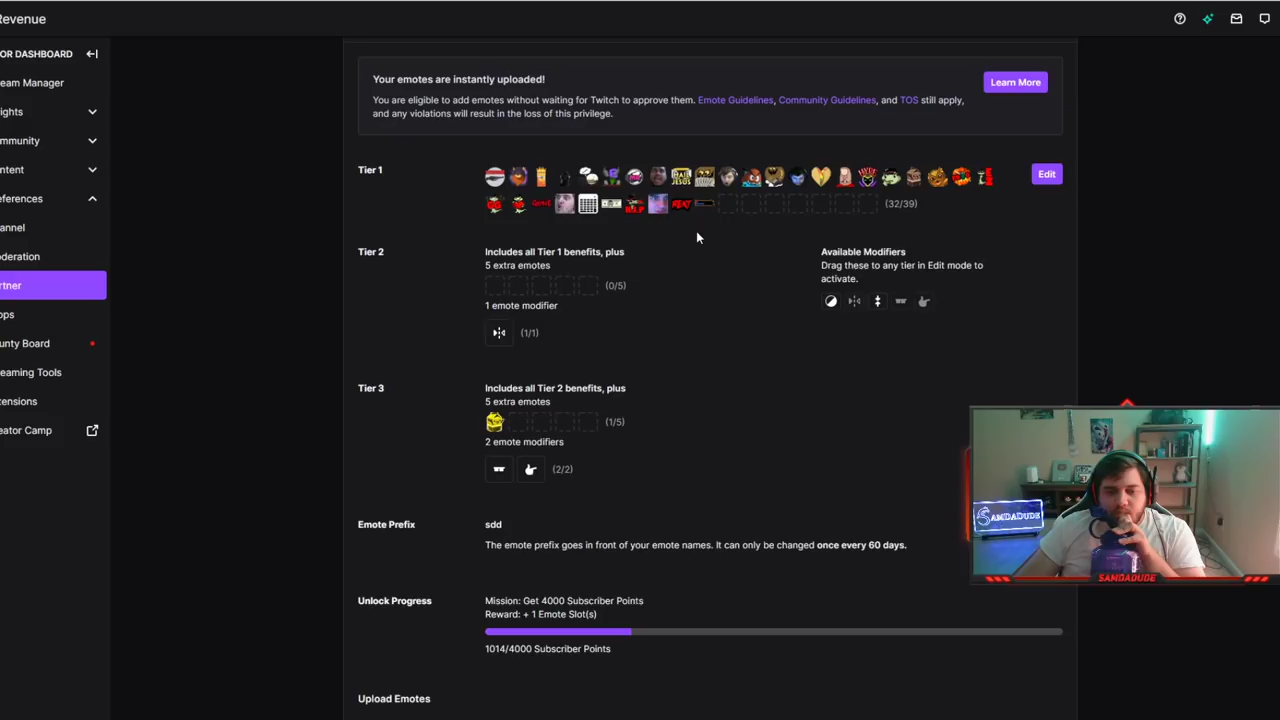 Revenue
OR DASHBOARD
eam Manager
ights
mmunity
ntent
eferences
annel
oderation
rtner
ops
unty Board
reaming Tools
tensions
eator Camp
Your emotes are instantly uploaded!
You are eligible to add emotes without waiting for Twitch to approve them. Emote Guidelines, Community Guidelines, and TOS still apply,
and any violations will result in the loss of this privilege.
Learn More
Tier 1
Edit
(32/39)
Tier 2
Includes all Tier 1 benefits, plus
5 extra emotes
(0/5)
1 emote modifier
(1/1)
Available Modifiers
Drag these to any tier in Edit mode to
activate.
Tier 3
Includes all Tier 2 benefits, plus
5 extra emotes
(1/5)
2 emote modifiers
(2/2)
Emote Prefix
sdd
The emote prefix goes in front of your emote names. It can only be changed once every 60 days.
Unlock Progress
Mission: Get 4000 Subscriber Points
Reward: + 1 Emote Slot(s)
1014/4000 Subscriber Points
Upload Emotes
SAMDADUDE
SAMDADUDE